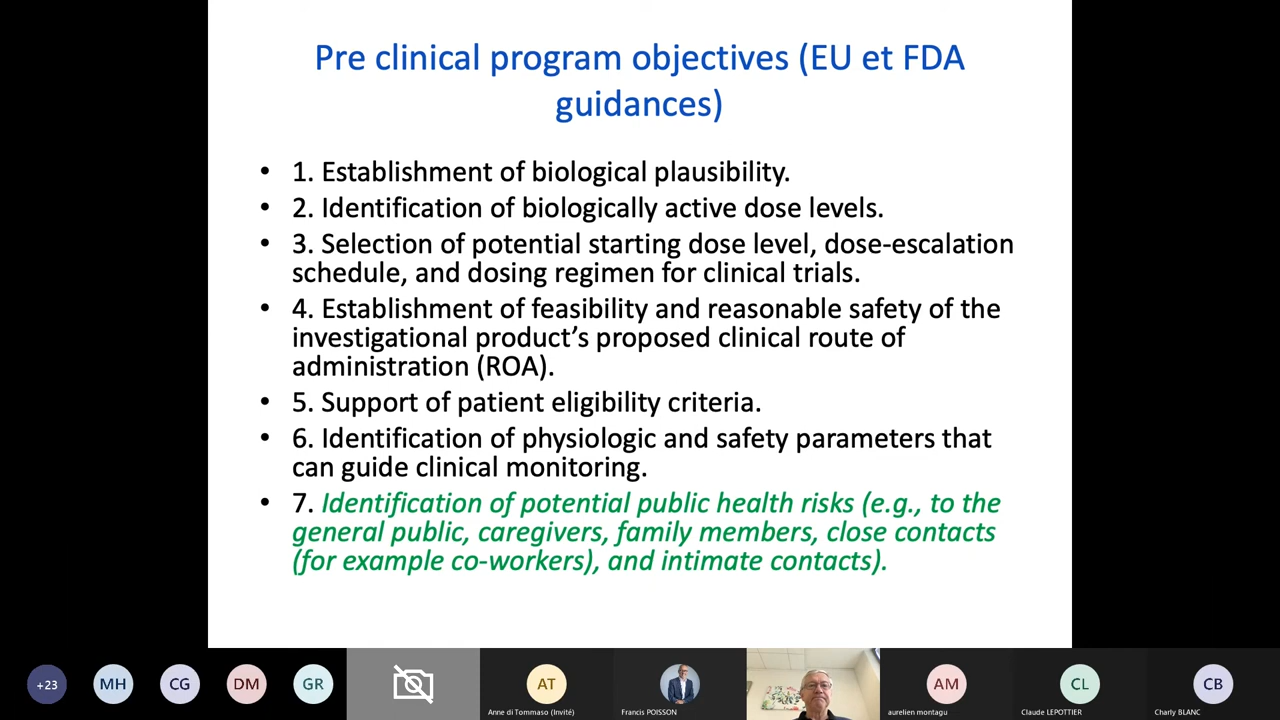 Pre clinical program objectives (EU et FDA
guidances)
• 1. Establishment of biological plausibility.
• 2. Identification of biologically active dose levels.
• 3. Selection of potential starting dose level, dose-escalation
schedule, and dosing regimen for clinical trials.
• 4. Establishment of feasibility and reasonable safety of the
investigational product’s proposed clinical route of
administration (ROA).
• 5. Support of patient eligibility criteria.
• 6. Identification of physiologic and safety parameters that
can guide clinical monitoring.
• 7. Identification of potential public health risks (e.g., to the
general public, caregivers, family members, close contacts
(for example co-workers), and intimate contacts).
+23
MH
CG
DM
GR
AT
Anne di Tommaso (Invité)
Francis POISSON
AM
aurelien montagu
CL
Claude LEPOTTIER
CB
Charly BLANC